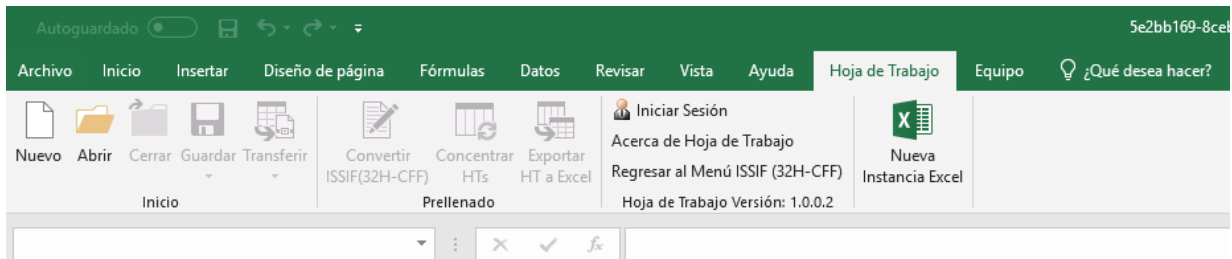 Autoguardado
5e2bb169-8ceb
Archivo Inicio Insertar Diseño de página Fórmulas Datos Revisar Vista Ayuda Hoja de Trabajo Equipo ¿Qué desea hacer?
Nuevo Abrir Cerrar Guardar Transferir
Inicio
Convertir ISSIF(32H-CFF)
Concentrar HTs
Exportar HT a Excel
Prellenado
Iniciar Sesión
Acerca de Hoja de Trabajo
Regresar al Menú ISSIF (32H-CFF)
Hoja de Trabajo Versión: 1.0.0.2
Nueva
Instancia Excel
fx